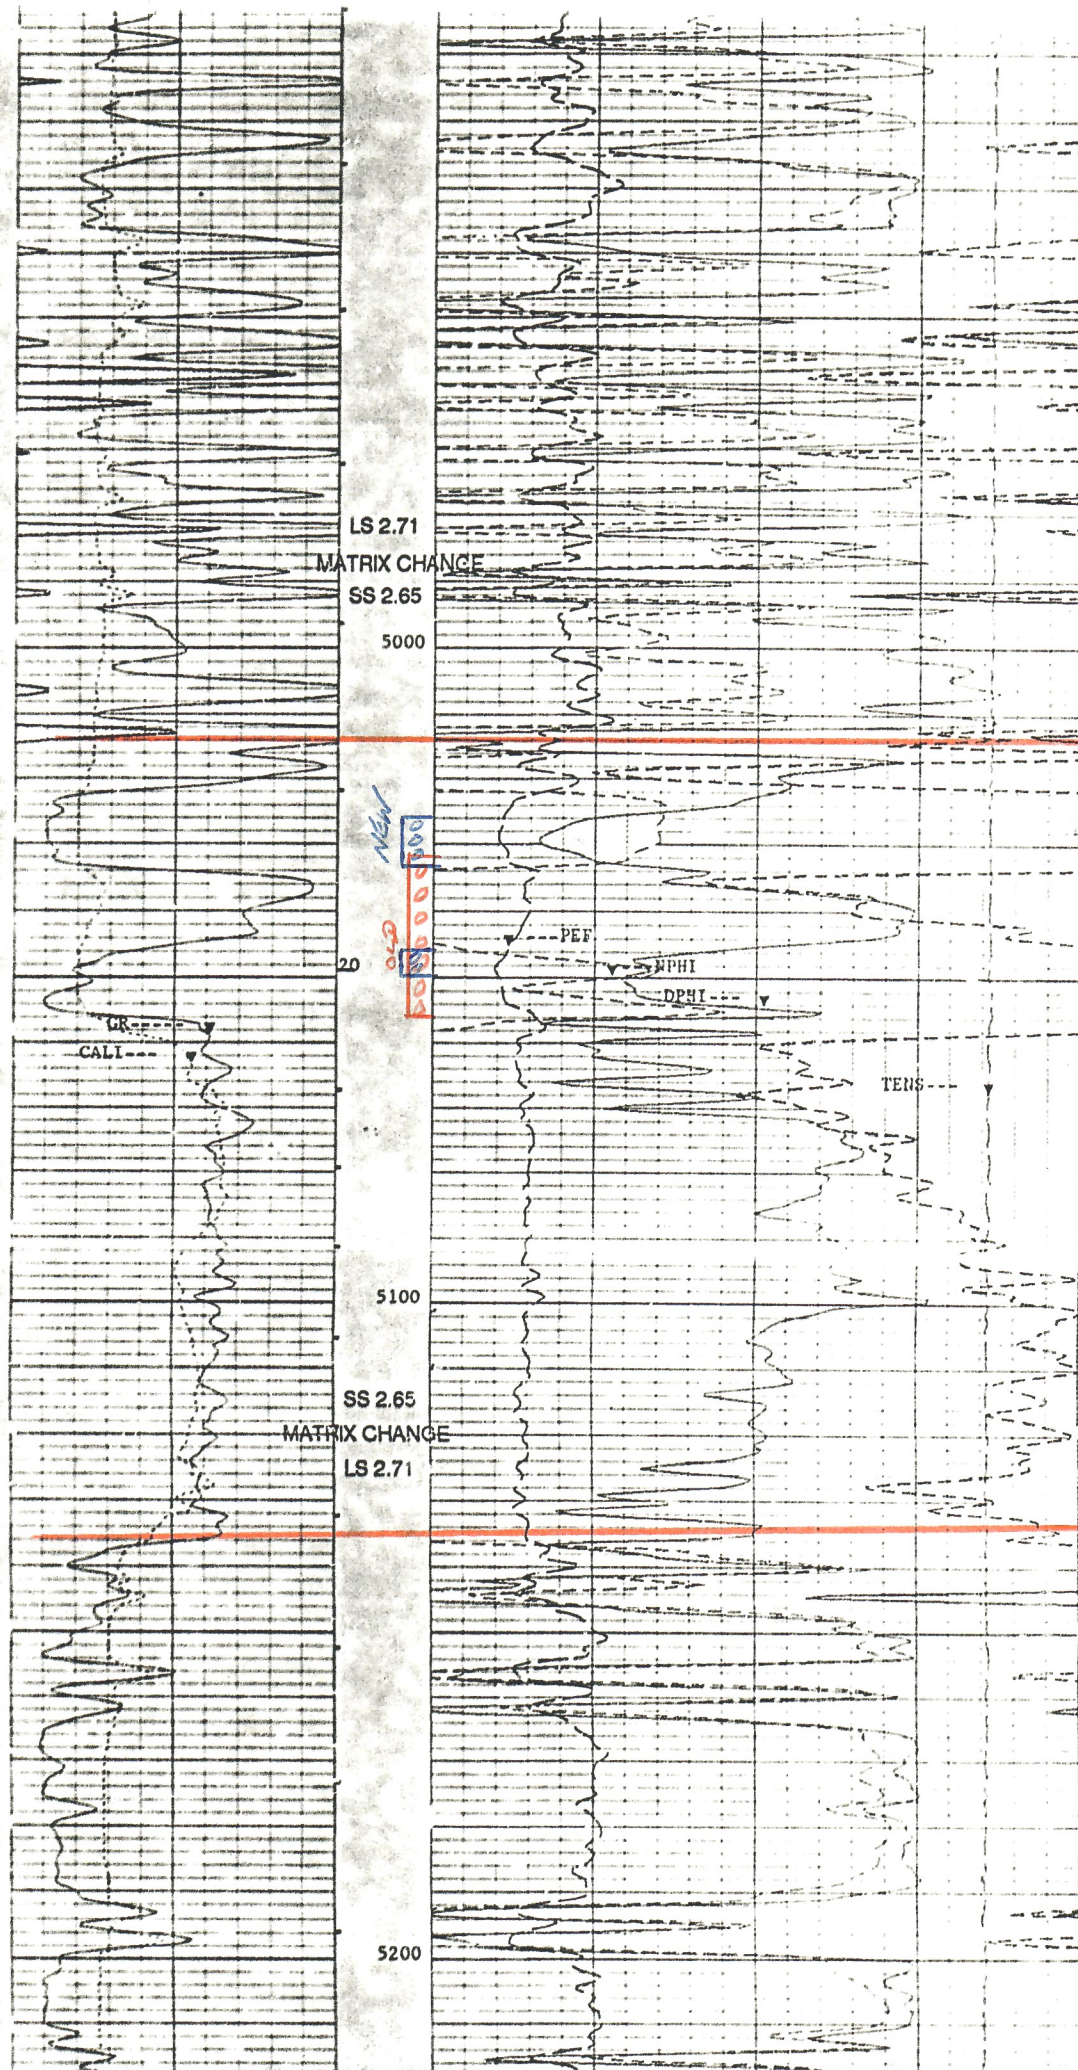 LS 2.71
MATRIX CHANGE
SS 2.65
5000
NEW
PEF
20
NPHI
DPHI
GR
CALI
TENS
5100
SS 2.65
MATRIX CHANGE
LS 2.71
5200